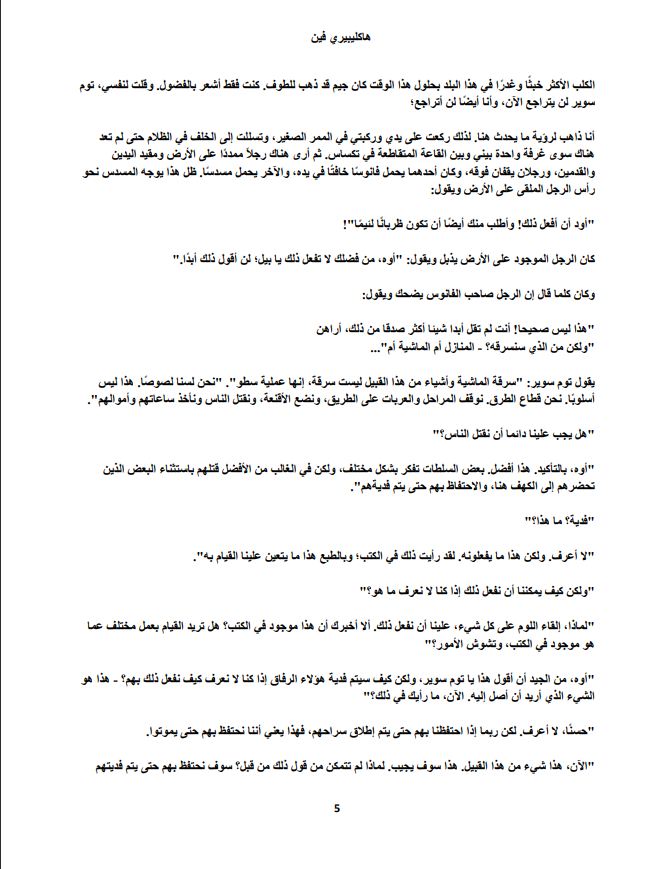 هاكليبيري فين
الكلب الأكثر خبثًا وغدرًا في هذا البلد بحلول هذا الوقت كان جيم قد ذهب للطوف. كنت فقط أشعر بالفضول. وقلت لنفسي، توم
سوير لن يتراجع الآن، وأنا أيضًا لن أتراجع؛
أنا ذاهب لرؤية ما يحدث هنا. لذلك ركعت على يدي وركبتي في الممر الصغير، وتسللت إلى الخلف في الظلام حتى لم تعد
هناك سوى غرفة واحدة بيني وبين القاعة المتقاطعة في تكساس. ثم أرى هناك رجلاً ممددًا على الأرض ومقيد اليدين
والقدمين، ورجلان يقفان فوقه، وكان أحدهما يحمل فانوسًا خافتًا في يده، والآخر يحمل مسدسًا. ظل هذا يوجه المسدس نحو
رأس الرجل الملقى على الأرض ويقول:
"أود أن أفعل ذلك! وأطلب منك أيضًا أن تكون ظربانًا لئيمًا"!
كان الرجل الموجود على الأرض يذبل ويقول: "أوه، من فضلك لا تفعل ذلك يا بيل؛ لن أقول ذلك أبدًا."
وكان كلما قال إن الرجل صاحب الفانوس يضحك ويقول:
"هذا ليس صحيحا! أنت لم تقل أبدا شيئا أكثر صدقا من ذلك، أراهن
"ولكن من الذي سنسرقه؟ - المنازل أم الماشية أم"...
يقول توم سوير: "سرقة الماشية وأشياء من هذا القبيل ليست سرقة، إنها عملية سطو". "نحن لسنا لصوصًا. هذا ليس
أسلوبًا. نحن قطاع الطرق. نوقف المراحل والعربات على الطريق، ونضع الأقنعة، ونقتل الناس ونأخذ ساعاتهم وأموالهم".
"هل يجب علينا دائما أن نقتل الناس؟"
"أوه، بالتأكيد. هذا أفضل. بعض السلطات تفكر بشكل مختلف، ولكن في الغالب من الأفضل قتلهم باستثناء البعض الذين
تحضرهم إلى الكهف هنا، والاحتفاظ بهم حتى يتم فديتهم".
"فدية؟ ما هذا؟"
"لا أعرف. ولكن هذا ما يفعلونه. لقد رأيت ذلك في الكتب؛ وبالطبع هذا ما يتعين علينا القيام به".
"ولكن كيف يمكننا أن نفعل ذلك إذا كنا لا نعرف ما هو؟"
"لماذا، إلقاء اللوم على كل شيء، علينا أن نفعل ذلك. ألا أخبرك أن هذا موجود في الكتب؟ هل تريد القيام بعمل مختلف عما
هو موجود في الكتب، وتشوش الأمور؟"
"أوه، من الجيد أن أقول هذا يا توم سوير، ولكن كيف سيتم فدية هؤلاء الرفاق إذا كنا لا نعرف كيف نفعل ذلك بهم؟ - هذا هو
الشيء الذي أريد أن أصل إليه. الآن، ما رأيك في ذلك؟"
"حسنًا، لا أعرف. لكن ربما إذا احتفظنا بهم حتى يتم إطلاق سراحهم، فهذا يعني أننا نحتفظ بهم حتى يموتوا.
"الآن، هذا شيء من هذا القبيل. هذا سوف يجيب. لماذا لم تتمكن من قول ذلك من قبل؟ سوف نحتفظ بهم حتى يتم فديتهم
5